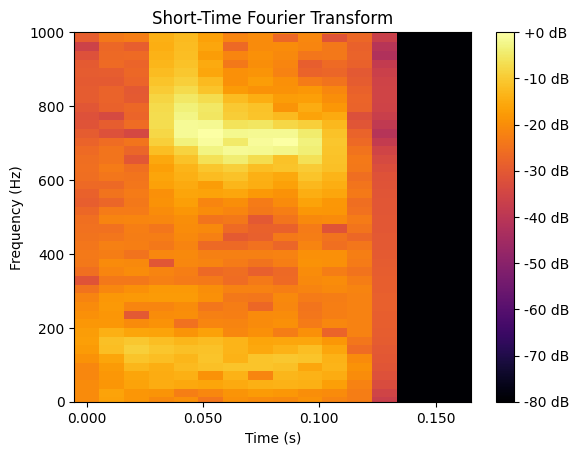 Short-Time Fourier Transform
1000
800
600
400
200
0
Frequency (Hz)
0.000
0.050
0.100
0.150
Time (s)
+0 dB
-10 dB
-20 dB
-30 dB
-40 dB
-50 dB
-60 dB
-70 dB
-80 dB